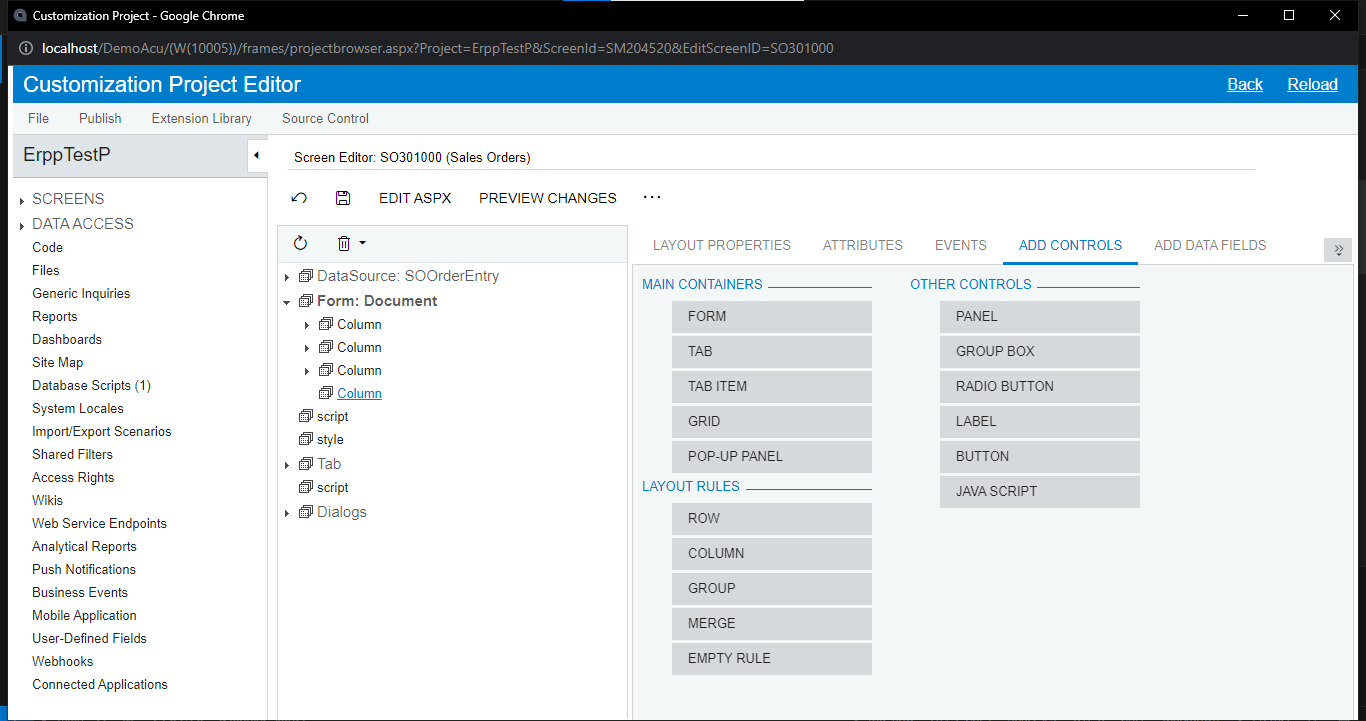 Customization Project - Google Chrome
localhost/DemoAcu/(W(10005))/frames/projectbrowser.aspx?Project=ErppTestP&ScreenId=SM204520&EditScreenID=SO301000
Customization Project Editor
Back
Reload
File
Publish
Extension Library
Source Control
ErppTestP
SCREENS
DATA ACCESS
Code
Files
Generic Inquiries
Reports
Dashboards
Site Map
Database Scripts (1)
System Locales
Import/Export Scenarios
Shared Filters
Access Rights
Wikis
Web Service Endpoints
Analytical Reports
Push Notifications
Business Events
Mobile Application
User-Defined Fields
Webhooks
Connected Applications
Screen Editor: SO301000 (Sales Orders)
EDIT ASPX
PREVIEW CHANGES
DataSource: SOOrderEntry
Form: Document
Column
Column
Column
Column
script
style
Tab
script
Dialogs
LAYOUT PROPERTIES
ATTRIBUTES
EVENTS
ADD CONTROLS
ADD DATA FIELDS
MAIN CONTAINERS
FORM
TAB
TAB ITEM
GRID
POP-UP PANEL
LAYOUT RULES
ROW
COLUMN
GROUP
MERGE
EMPTY RULE
OTHER CONTROLS
PANEL
GROUP BOX
RADIO BUTTON
LABEL
BUTTON
JAVA SCRIPT